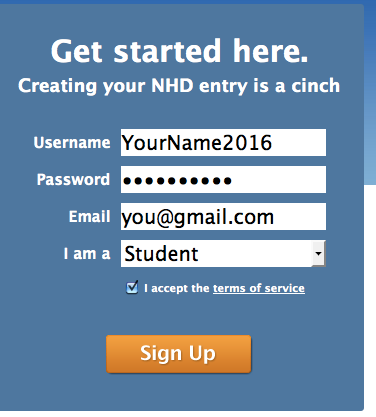 Get started here.
Creating your NHD entry is a cinch
Username YourName2016
Password ••••••••••
Email you@gmail.com
I am a Student
I accept the terms of service
Sign Up